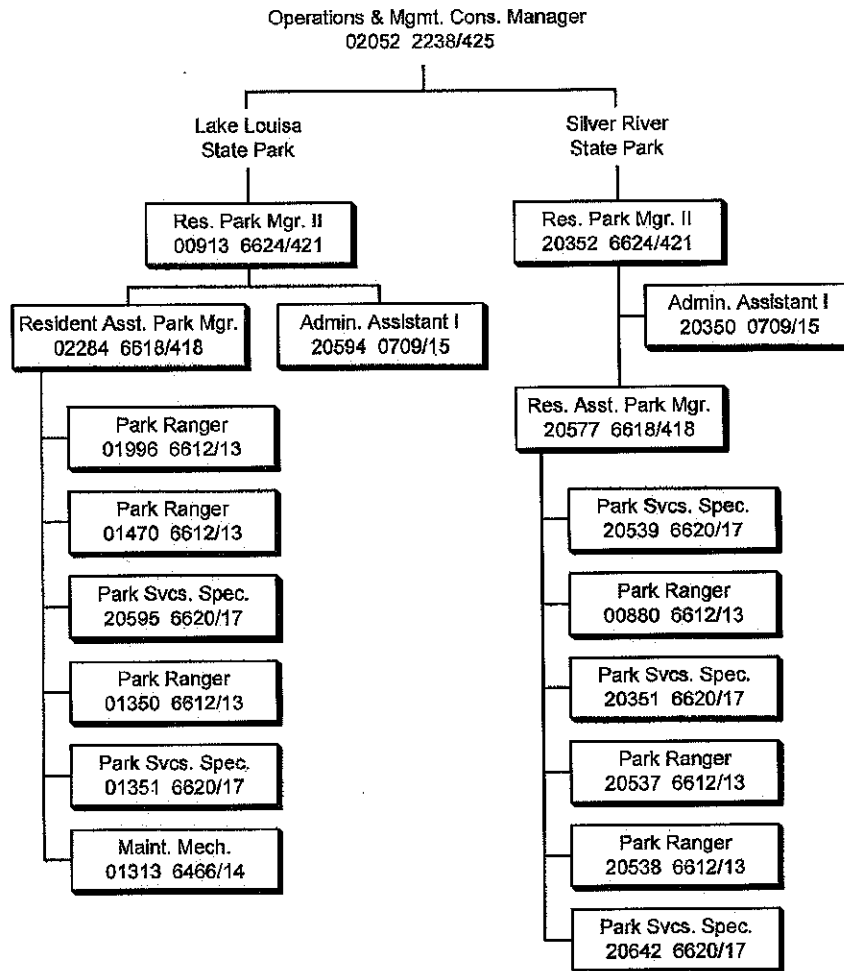 Operations & Mgmt. Cons. Manager
02052 2238/425
Lake Louisa
State Park
Res. Park Mgr. II
00913 6624/421
Resident Asst. Park Mgr.
02284 6618/418
Admin. Assistant I
20594 0709/15
Park Ranger
01996 6612/13
Park Ranger
01470 6612/13
Park Svcs. Spec.
20595 6620/17
Park Ranger
01350 6612/13
Park Svcs. Spec.
01351 6620/17
Maint. Mech.
01313 6466/14
Silver River
State Park
Res. Park Mgr. II
20352 6624/421
Admin. Assistant I
20350 0709/15
Res. Asst. Park Mgr.
20577 6618/418
Park Svcs. Spec.
20539 6620/17
Park Ranger
00880 6612/13
Park Svcs. Spec.
20351 6620/17
Park Ranger
20537 6612/13
Park Ranger
20538 6612/13
Park Svcs. Spec.
20642 6620/17